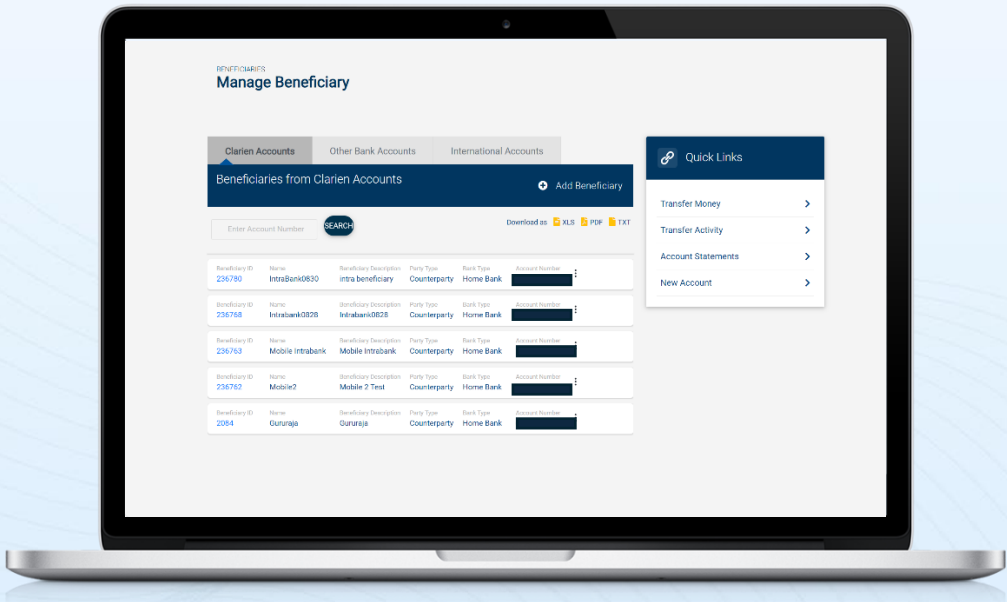 BENEFICIARIES
Manage Beneficiary
Clarien Accounts Other Bank Accounts International Accounts
Beneficiaries from Clarien Accounts
Add Beneficiary
Enter Account Number
SEARCH
Download as XLS PDF TXT
Beneficiary ID Name Beneficiary Description Party Type Bank Type Account Number
236780 IntraBank0830 intra beneficiary Counterparty Home Bank
Beneficiary ID Name Beneficiary Description Party Type Bank Type Account Number
236768 Intrabank0828 Intrabank0828 Counterparty Home Bank
Beneficiary ID Name Beneficiary Description Party Type Bank Type Account Number
236763 Mobile Intrabank Mobile Intrabank Counterparty Home Bank
Beneficiary ID Name Beneficiary Description Party Type Bank Type Account Number
236762 Mobile2 Mobile 2 Test Counterparty Home Bank
Beneficiary ID Name Beneficiary Description Party Type Bank Type Account Number
2084 Gururaja Gururaja Counterparty Home Bank
Quick Links
Transfer Money
Transfer Activity
Account Statements
New Account